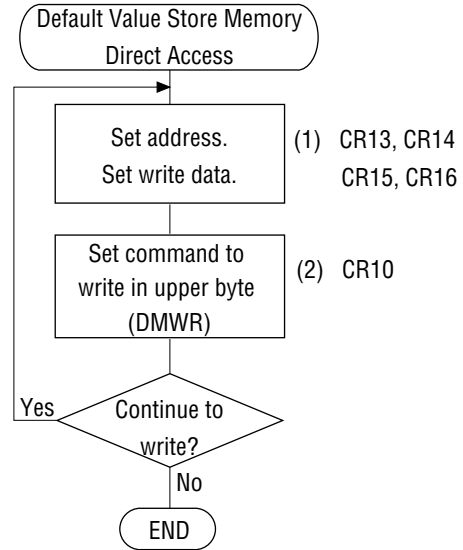 Default Value Store Memory
Direct Access
Set address.
Set write data.
(1) CR13, CR14
CR15, CR16
Set command to
write in upper byte
(DMWR)
(2) CR10
Yes
Continue to
write?
No
END